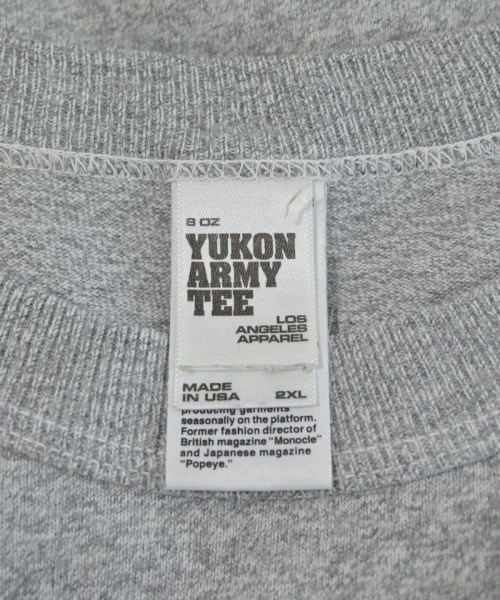 8 OZ
YUKON
ARMY
TEE
LOS
ANGELES
APPAREL
MADE
IN USA 2XL
producing garments
seasonally on the platform.
Former fashion director of
British magazine "Monocle"
and Japanese magazine
"Popeye."